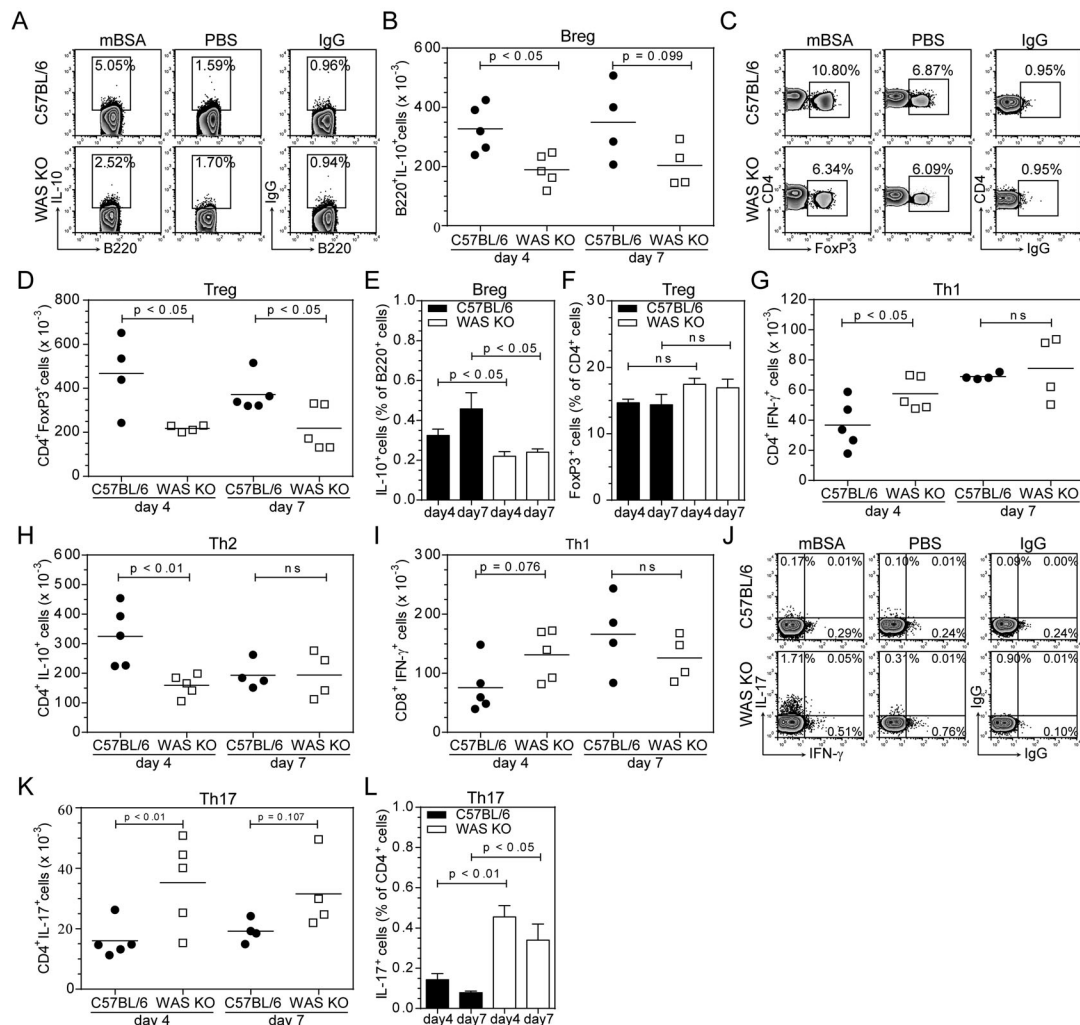 A
mBSA PBS IgG
C57BL/6
5.05% 1.59% 0.96%
WAS KO
2.52% 1.70% 0.94%
IL-10
IgG
B220 B220
B
Breg
B220⁺IL-10⁺cells (x 10⁻³)
600
400
200
0
p < 0.05 p = 0.099
C57BL/6 WAS KO C57BL/6 WAS KO
day 4 day 7
C
mBSA PBS IgG
C57BL/6
10.80% 6.87% 0.95%
WAS KO
6.34% 6.09% 0.95%
CD4
CD4
FoxP3 IgG
D
Treg
CD4⁺FoxP3⁺ cells (x 10⁻³)
800
600
400
200
0
p < 0.05 p < 0.05
C57BL/6 WAS KO C57BL/6 WAS KO
day 4 day 7
E
Breg
IL-10⁺cells (% of B220⁺ cells)
1.0
0.8
0.6
0.4
0.2
0.0
C57BL/6
WAS KO
p < 0.05
p < 0.05
day4 day7 day4 day7
F
Treg
FoxP3⁺ cells (% of CD4⁺ cells)
30
20
10
0
C57BL/6
WAS KO
ns
ns
day4 day7 day4 day7
G
Th1
CD4⁺ IFN-γ⁺ cells (x 10⁻³)
120
100
80
60
40
20
0
p < 0.05 ns
C57BL/6 WAS KO C57BL/6 WAS KO
day 4 day 7
H
Th2
CD4⁺ IL-10⁺ cells (x 10⁻³)
600
500
400
300
200
100
0
p < 0.01 ns
C57BL/6 WAS KO C57BL/6 WAS KO
day 4 day 7
I
Th1
CD8⁺ IFN-γ⁺ cells (x 10⁻³)
300
200
100
0
p = 0.076 ns
C57BL/6 WAS KO C57BL/6 WAS KO
day 4 day 7
J
mBSA PBS IgG
C57BL/6
0.17% 0.01% 0.10% 0.01% 0.09% 0.00%
0.29% 0.24% 0.24%
WAS KO
1.71% 0.05% 0.31% 0.01% 0.90% 0.01%
IL-17
IgG
0.51% 0.76% 0.10%
IFN-γ IgG
K
Th17
CD4⁺IL-17⁺cells (x 10⁻³)
60
40
20
0
p < 0.01 p = 0.107
C57BL/6 WAS KO C57BL/6 WAS KO
day 4 day 7
L
Th17
IL-17⁺ cells (% of CD4⁺ cells)
1.0
0.8
0.6
0.4
0.2
0.0
C57BL/6
WAS KO
p < 0.05
p < 0.01
day4 day7 day4 day7